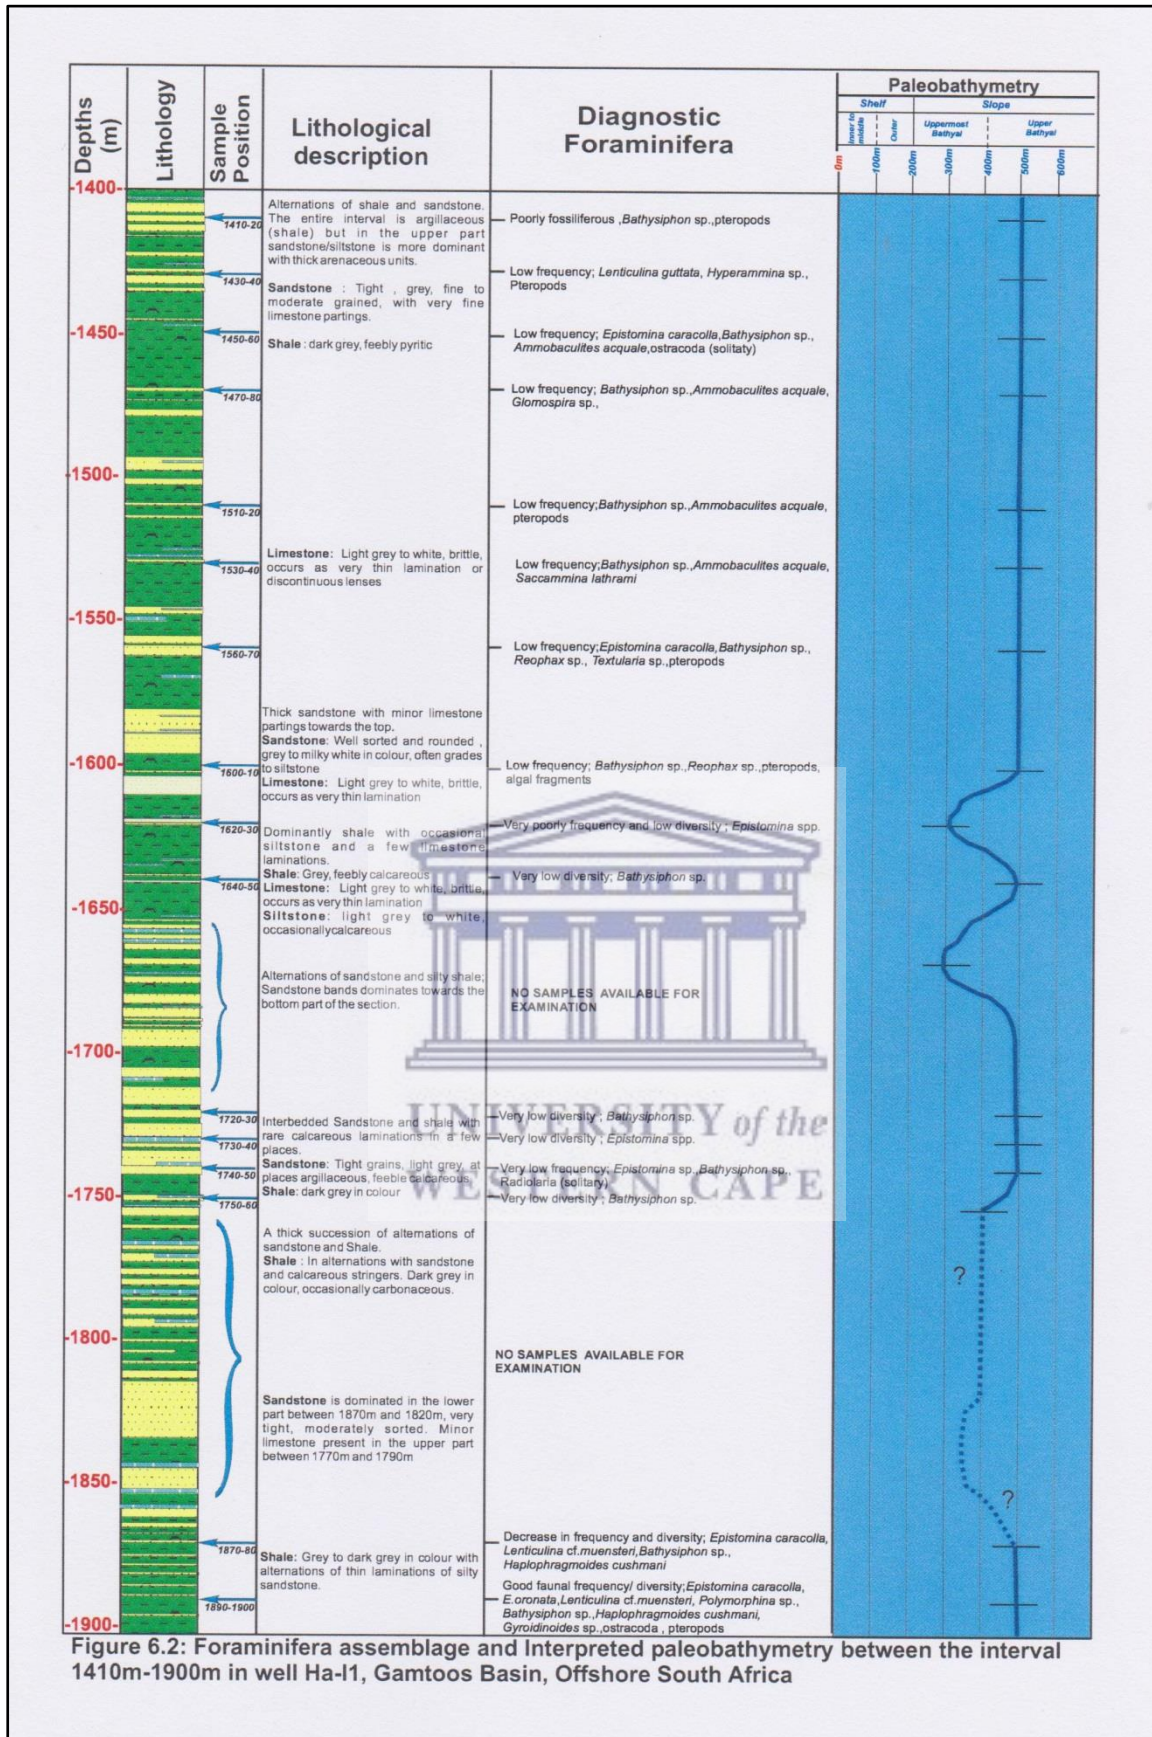 Depths (m)
Lithology
Sample Position
Lithological description
Diagnostic Foraminifera
Paleobathymetry
Shelf
Slope
Inner to middle
Outer
Uppermost Bathyal
Upper Bathyal
0m
100m
200m
300m
400m
500m
600m
-1400-
Alternations of shale and sandstone.
The entire interval is argillaceous
(shale) but in the upper part
sandstone/siltstone is more dominant
with thick arenaceous units.
1410-20
Poorly fossiliferous ,Bathysiphon sp.,pteropods
1430-40
Low frequency; Lenticulina guttata, Hyperammina sp.,
Pteropods
Sandstone : Tight , grey, fine to
moderate grained, with very fine
limestone partings.
-1450-
1450-60
Shale : dark grey, feebly pyritic
Low frequency; Epistomina caracolla,Bathysiphon sp.,
Ammobaculites acquale,ostracoda (solitaty)
1470-80
Low frequency; Bathysiphon sp.,Ammobaculites acquale,
Glomospira sp.,
-1500-
1510-20
Low frequency;Bathysiphon sp.,Ammobaculites acquale,
pteropods
1530-40
Limestone: Light grey to white, brittle,
occurs as very thin lamination or
discontinuous lenses
Low frequency;Bathysiphon sp.,Ammobaculites acquale,
Saccammina lathrami
-1550-
1560-70
Low frequency;Epistomina caracolla,Bathysiphon sp.,
Reophax sp., Textularia sp.,pteropods
Thick sandstone with minor limestone
partings towards the top.
Sandstone: Well sorted and rounded ,
grey to milky white in colour, often grades
to siltstone
Limestone: Light grey to white, brittle,
occurs as very thin lamination
-1600-
1600-10
Low frequency; Bathysiphon sp.,Reophax sp.,pteropods,
algal fragments
1620-30
Very poorly frequency and low diversity ; Epistomina spp.
Dominantly shale with occasional
siltstone and a few limestone
laminations.
Shale: Grey, feebly calcareous
Limestone: Light grey to white, brittle,
occurs as very thin lamination
Siltstone: light grey to white,
occasionallycalcareous
1640-50
Very low diversity; Bathysiphon sp.
-1650-
Alternations of sandstone and silty shale;
Sandstone bands dominates towards the
bottom part of the section.
NO SAMPLES AVAILABLE FOR
EXAMINATION
-1700-
1720-30
Very low diversity ; Bathysiphon sp.
Interbedded Sandstone and shale with
rare calcareous laminations in a few
places.
Sandstone: Tight grains, light grey, at
places argillaceous, feeble calcareous,
Shale: dark grey in colour
1730-40
Very low diversity ; Epistomina spp.
1740-50
Very low frequency; Epistomina sp.,Bathysiphon sp.,
Radiolaria (solitary)
-1750-
1750-60
Very low diversity ; Bathysiphon sp.
UNIVERSITY of the
WESTERN CAPE
A thick succession of alternations of
sandstone and Shale.
Shale : In alternations with sandstone
and calcareous stringers. Dark grey in
colour, occasionally carbonaceous.
?
-1800-
NO SAMPLES AVAILABLE FOR
EXAMINATION
Sandstone is dominated in the lower
part between 1870m and 1820m, very
tight, moderately sorted. Minor
limestone present in the upper part
between 1770m and 1790m
-1850-
?
1870-80
Decrease in frequency and diversity; Epistomina caracolla,
Lenticulina cf.muensteri,Bathysiphon sp.,
Haplophragmoides cushmani
Shale: Grey to dark grey in colour with
alternations of thin laminations of silty
sandstone.
1890-1900
Good faunal frequency/ diversity;Epistomina caracolla,
E.oronata,Lenticulina cf.muensteri, Polymorphina sp.,
Bathysiphon sp.,Haplophragmoides cushmani,
Gyroidinoides sp.,ostracoda , pteropods
-1900-
Figure 6.2: Foraminifera assemblage and Interpreted paleobathymetry between the interval
1410m-1900m in well Ha-I1, Gamtoos Basin, Offshore South Africa